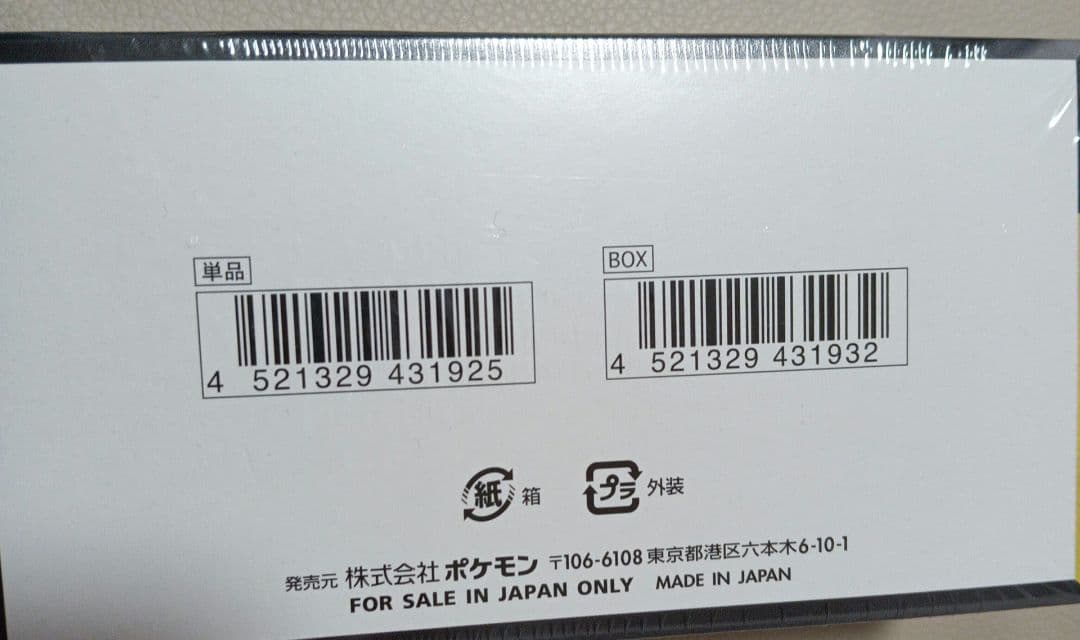 単品
4 521329 431925
BOX
4 521329 431932
紙 箱
プラ 外装
発売元 株式会社ポケモン 〒106-6108 東京都港区六本木6-10-1
FOR SALE IN JAPAN ONLY MADE IN JAPAN